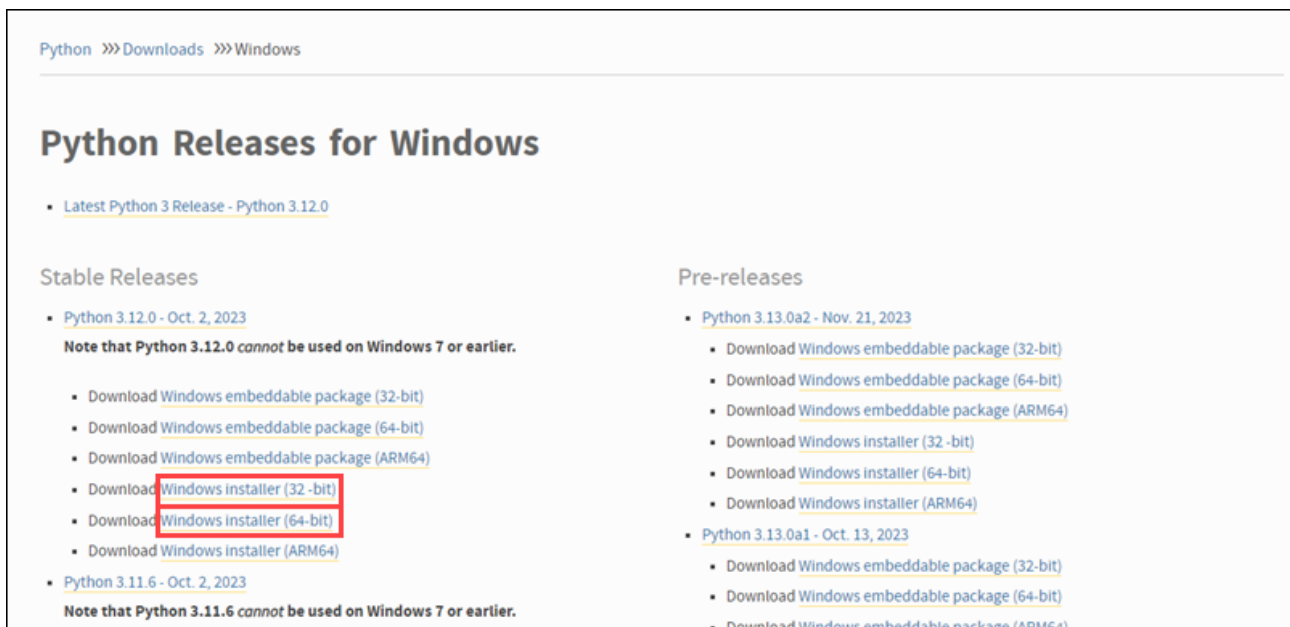 Python >>> Downloads >>> Windows
Python Releases for Windows
Latest Python 3 Release - Python 3.12.0
Stable Releases
Python 3.12.0 - Oct. 2, 2023
Note that Python 3.12.0 cannot be used on Windows 7 or earlier.
Download Windows embeddable package (32-bit)
Download Windows embeddable package (64-bit)
Download Windows embeddable package (ARM64)
Download Windows installer (32 -bit)
Download Windows installer (64-bit)
Download Windows installer (ARM64)
Python 3.11.6 - Oct. 2, 2023
Note that Python 3.11.6 cannot be used on Windows 7 or earlier.
Pre-releases
Python 3.13.0a2 - Nov. 21, 2023
Download Windows embeddable package (32-bit)
Download Windows embeddable package (64-bit)
Download Windows embeddable package (ARM64)
Download Windows installer (32 -bit)
Download Windows installer (64-bit)
Download Windows installer (ARM64)
Python 3.13.0a1 - Oct. 13, 2023
Download Windows embeddable package (32-bit)
Download Windows embeddable package (64-bit)
Download Windows embeddable package (ARM64)